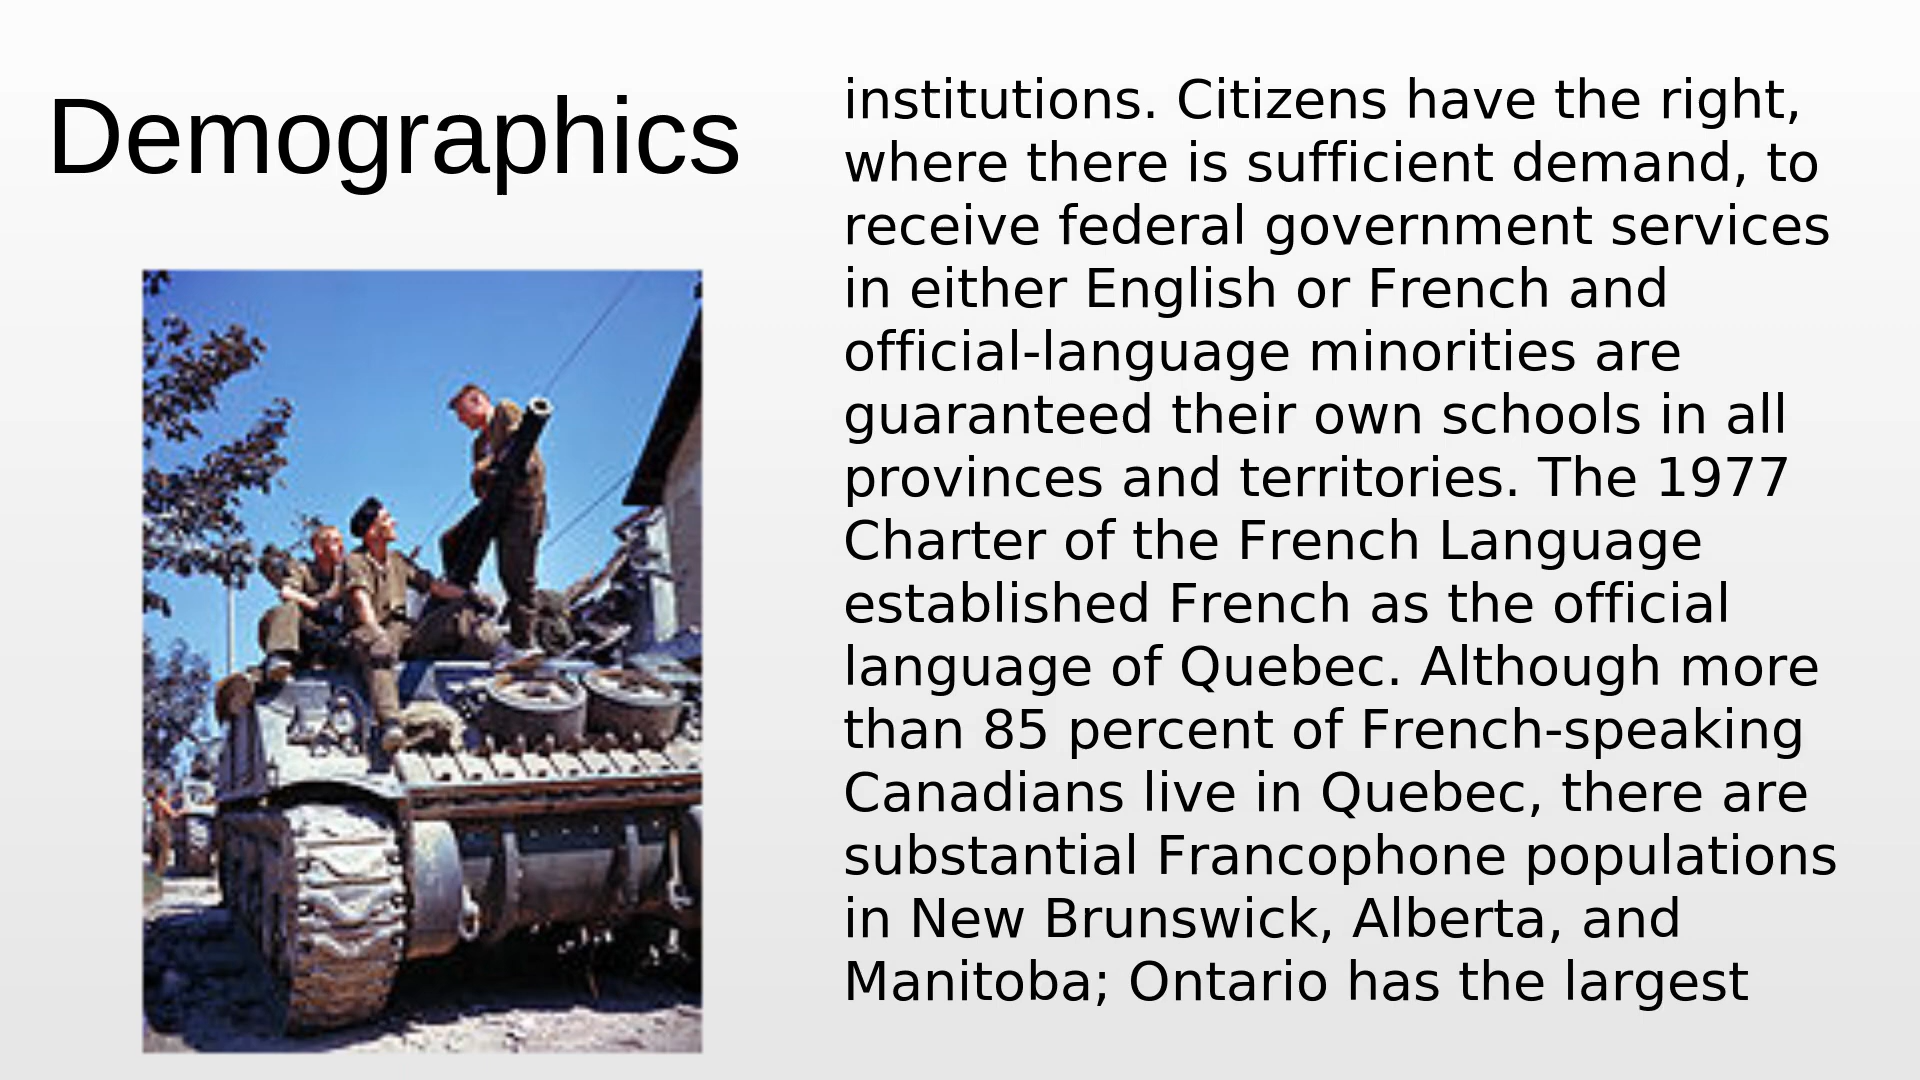 Demographics
institutions. Citizens have the right,
where there is sufficient demand, to
receive federal government services
in either English or French and
official-language minorities are
guaranteed their own schools in all
provinces and territories. The 1977
Charter of the French Language
established French as the official
language of Quebec. Although more
than 85 percent of French-speaking
Canadians live in Quebec, there are
substantial Francophone populations
in New Brunswick, Alberta, and
Manitoba; Ontario has the largest